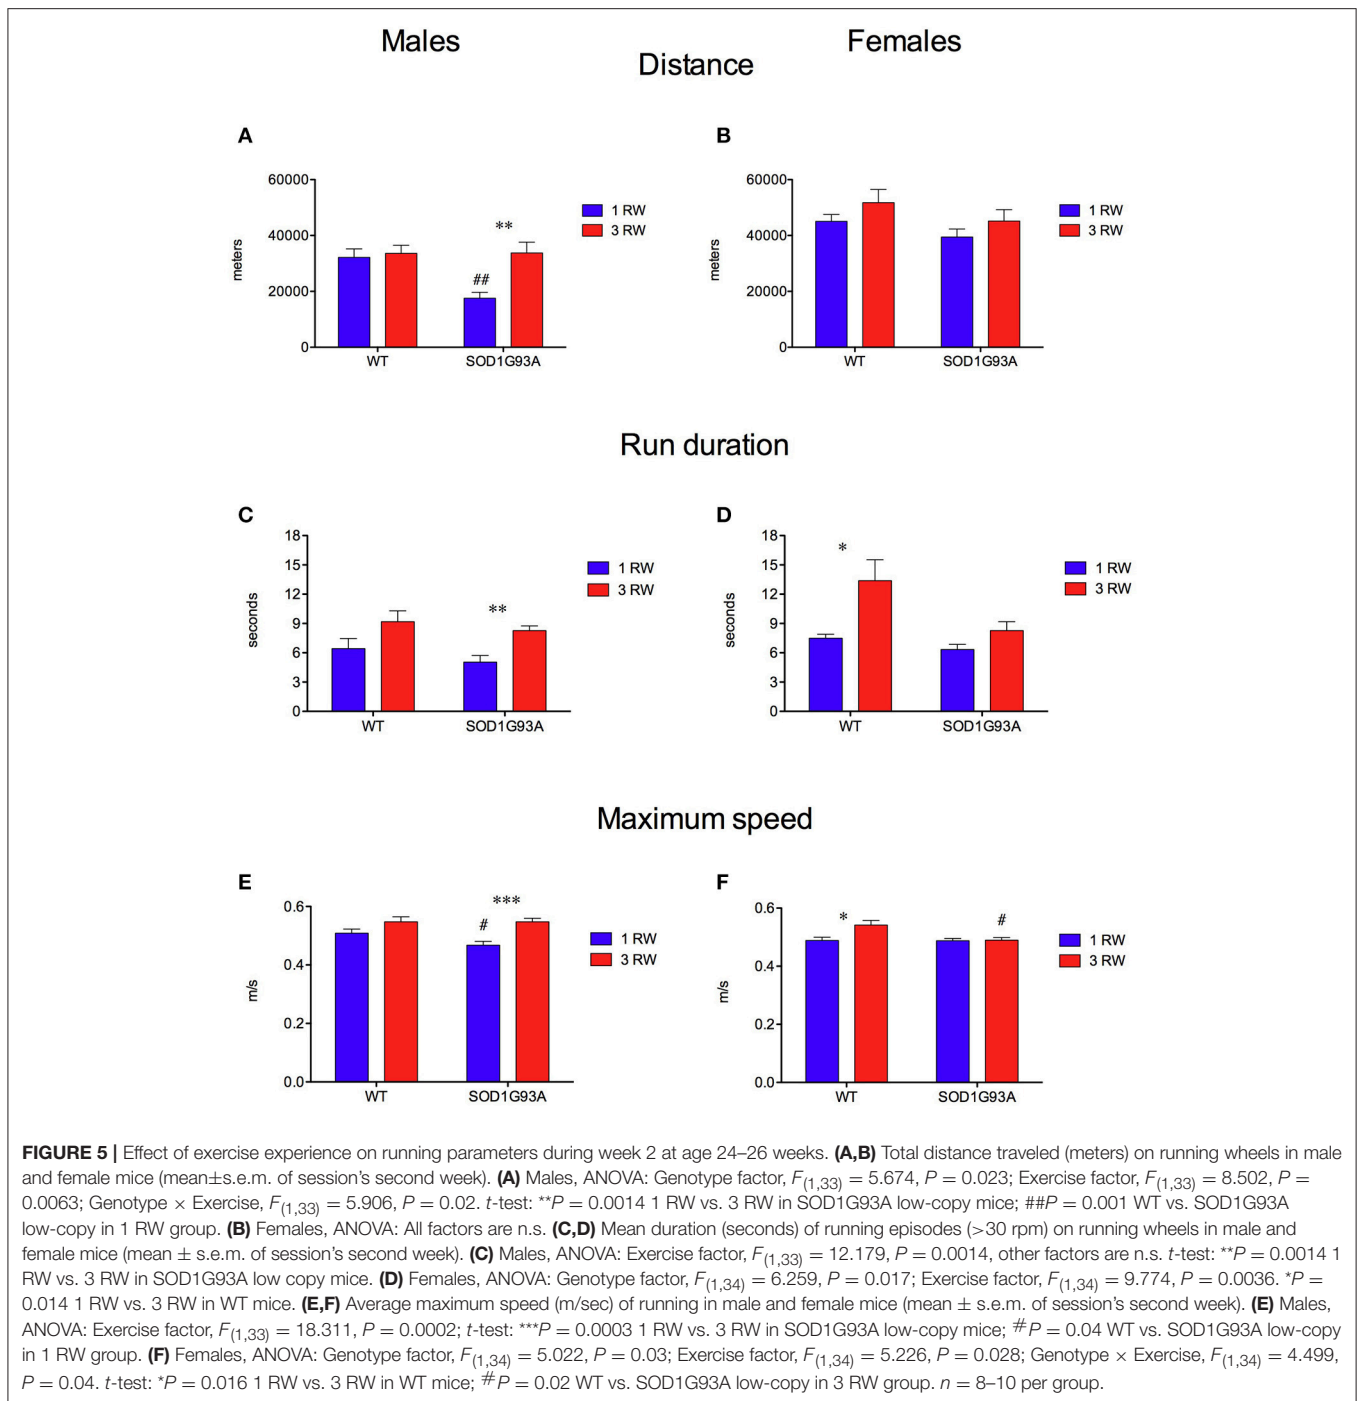 Males
Females
Distance
A
60000
40000
20000
0
meters
##
**
WT
SOD1G93A
1 RW
3 RW
B
60000
40000
20000
0
meters
WT
SOD1G93A
1 RW
3 RW
Run duration
C
18
15
12
9
6
3
0
seconds
**
WT
SOD1G93A
1 RW
3 RW
D
18
15
12
9
6
3
0
seconds
*
WT
SOD1G93A
1 RW
3 RW
Maximum speed
E
0.6
0.4
0.2
0.0
m/s
#
***
WT
SOD1G93A
1 RW
3 RW
F
0.6
0.4
0.2
0.0
m/s
*
#
WT
SOD1G93A
1 RW
3 RW
FIGURE 5 | Effect of exercise experience on running parameters during week 2 at age 24–26 weeks. (A,B) Total distance traveled (meters) on running wheels in male
and female mice (mean±s.e.m. of session's second week). (A) Males, ANOVA: Genotype factor, F(1,33) = 5.674, P = 0.023; Exercise factor, F(1,33) = 8.502, P =
0.0063; Genotype × Exercise, F(1,33) = 5.906, P = 0.02. t-test: **P = 0.0014 1 RW vs. 3 RW in SOD1G93A low-copy mice; ##P = 0.001 WT vs. SOD1G93A
low-copy in 1 RW group. (B) Females, ANOVA: All factors are n.s. (C,D) Mean duration (seconds) of running episodes (>30 rpm) on running wheels in male and
female mice (mean ± s.e.m. of session's second week). (C) Males, ANOVA: Exercise factor, F(1,33) = 12.179, P = 0.0014, other factors are n.s. t-test: **P = 0.0014 1
RW vs. 3 RW in SOD1G93A low copy mice. (D) Females, ANOVA: Genotype factor, F(1,34) = 6.259, P = 0.017; Exercise factor, F(1,34) = 9.774, P = 0.0036. *P =
0.014 1 RW vs. 3 RW in WT mice. (E,F) Average maximum speed (m/sec) of running in male and female mice (mean ± s.e.m. of session's second week). (E) Males,
ANOVA: Exercise factor, F(1,33) = 18.311, P = 0.0002; t-test: ***P = 0.0003 1 RW vs. 3 RW in SOD1G93A low-copy mice; #P = 0.04 WT vs. SOD1G93A low-copy
in 1 RW group. (F) Females, ANOVA: Genotype factor, F(1,34) = 5.022, P = 0.03; Exercise factor, F(1,34) = 5.226, P = 0.028; Genotype × Exercise, F(1,34) = 4.499,
P = 0.04. t-test: *P = 0.016 1 RW vs. 3 RW in WT mice; #P = 0.02 WT vs. SOD1G93A low-copy in 3 RW group. n = 8–10 per group.